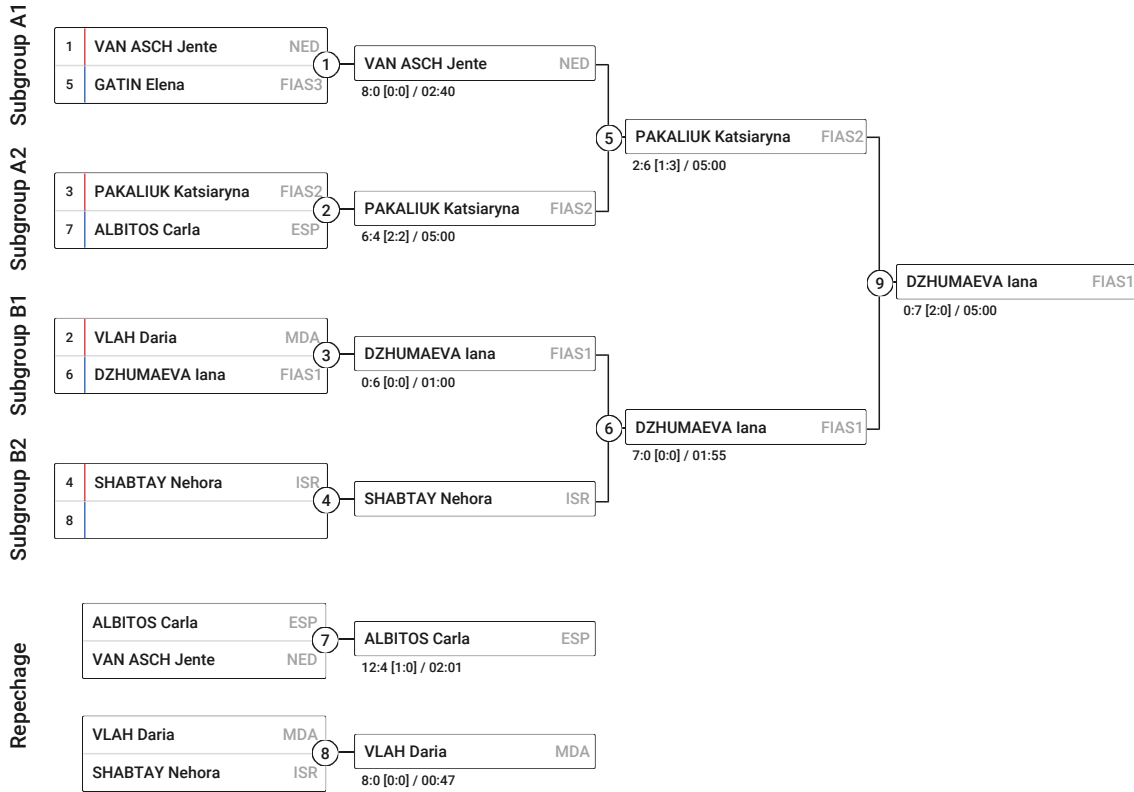 Subgroup A1
1 VAN ASCH Jente NED
5 GATIN Elena FIAS3
1
VAN ASCH Jente NED
8:0 [0:0] / 02:40
Subgroup A2
3 PAKALIUK Katsiaryna FIAS2
7 ALBITOS Carla ESP
2
PAKALIUK Katsiaryna FIAS2
6:4 [2:2] / 05:00
5
PAKALIUK Katsiaryna FIAS2
2:6 [1:3] / 05:00
Subgroup B1
2 VLAH Daria MDA
6 DZHUMAEVA Iana FIAS1
3
DZHUMAEVA Iana FIAS1
0:6 [0:0] / 01:00
Subgroup B2
4 SHABTAY Nehora ISR
8
4
SHABTAY Nehora ISR
6
DZHUMAEVA Iana FIAS1
7:0 [0:0] / 01:55
9
DZHUMAEVA Iana FIAS1
0:7 [2:0] / 05:00
Repechage
ALBITOS Carla ESP
VAN ASCH Jente NED
7
ALBITOS Carla ESP
12:4 [1:0] / 02:01
VLAH Daria MDA
SHABTAY Nehora ISR
8
VLAH Daria MDA
8:0 [0:0] / 00:47